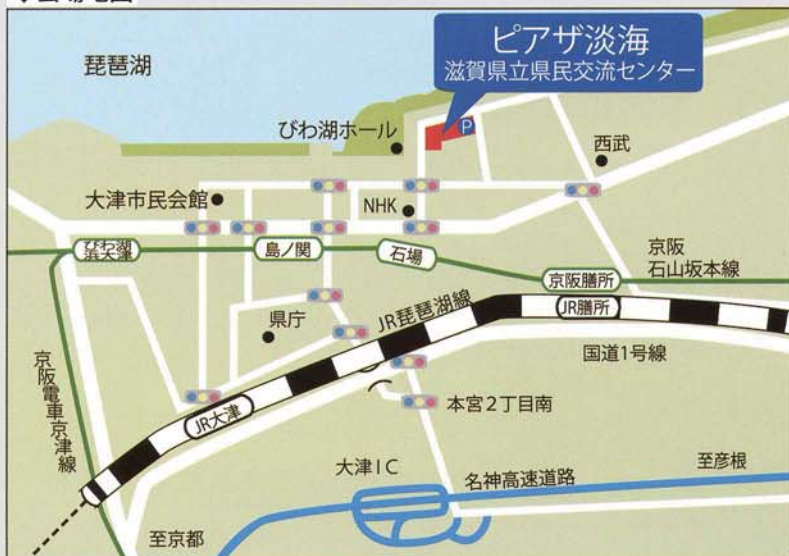 琵琶湖
ピアザ淡海
滋賀県立県民交流センター
P
びわ湖ホール
西武
大津市民会館
NHK
びわ湖
浜大津
島ノ関
石場
京阪
石山坂本線
京阪膳所
JR膳所
JR琵琶湖線
県庁
国道1号線
京阪電車京津線
JR大津
本宮2丁目南
大津IC
名神高速道路
至彦根
至京都